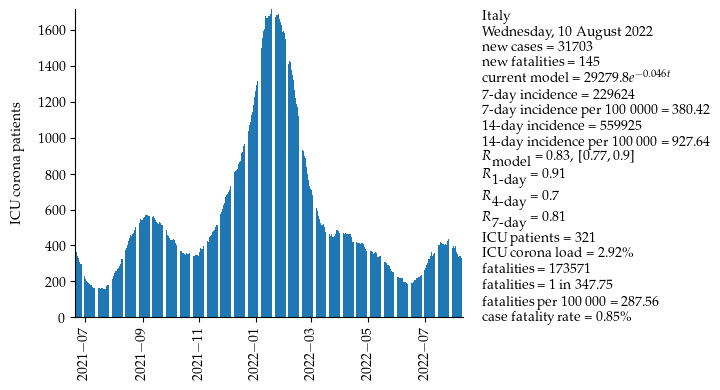 1600
1400
1200
1000
800
600
400
200
0
ICU corona patients
2021−07
2021−09
2021−11
2022−01
2022−03
2022−05
2022−07
Italy
Wednesday, 10 August 2022
new cases = 31703
new fatalities = 145
current model = 29279.8e^{−0.046t}
7-day incidence = 229624
7-day incidence per 100 0000 = 380.42
14-day incidence = 559925
14-day incidence per 100 000 = 927.64
R_model = 0.83, [0.77, 0.9]
R_1-day = 0.91
R_4-day = 0.7
R_7-day = 0.81
ICU patients = 321
ICU corona load = 2.92%
fatalities = 173571
fatalities = 1 in 347.75
fatalities per 100 000 = 287.56
case fatality rate = 0.85%